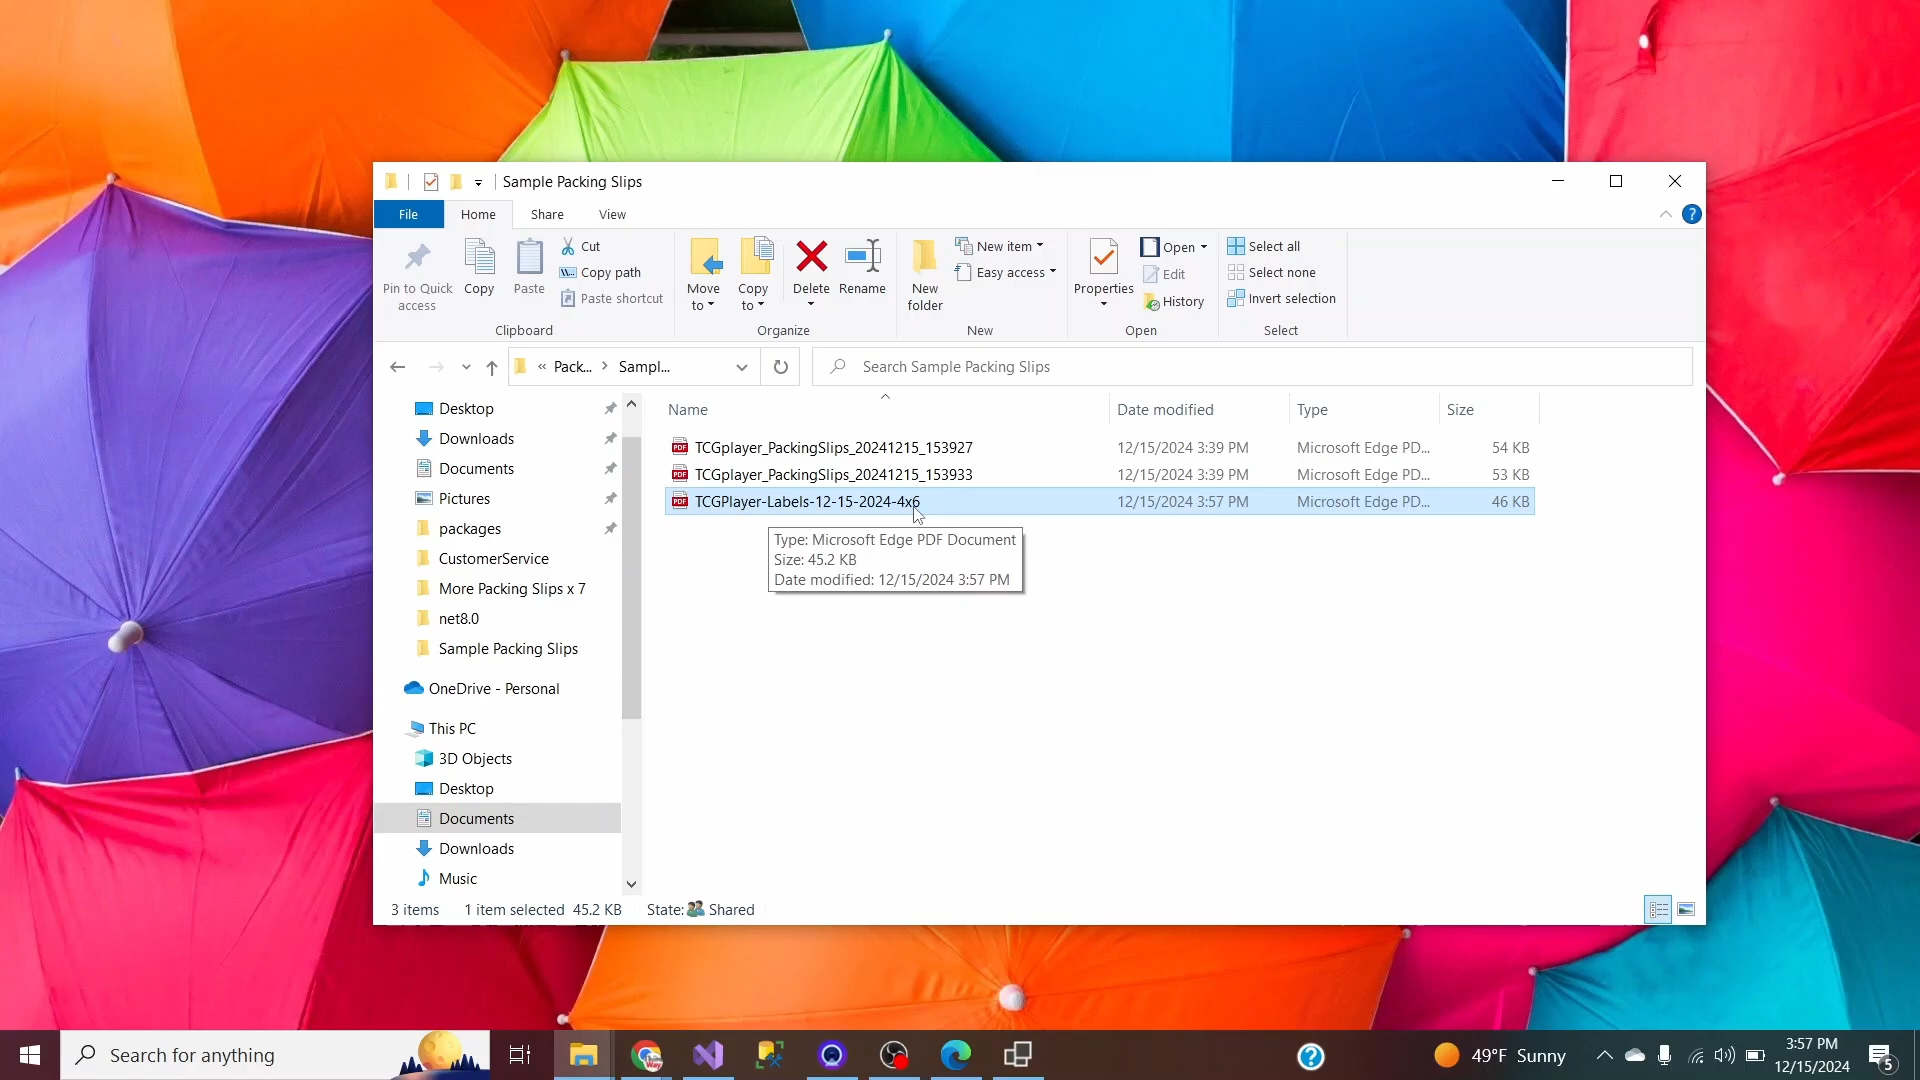 Sample Packing Slips
File
Home
Share
View
Pin to Quick
access
Copy
Paste
Cut
Copy path
Paste shortcut
Clipboard
Move
to
Copy
to
Delete
Rename
Organize
New
folder
New item
Easy access
New
Properties
Open
Edit
History
Open
Select all
Select none
Invert selection
Select
« Pack... > Sampl...
Search Sample Packing Slips
Desktop
Downloads
Documents
Pictures
packages
CustomerService
More Packing Slips x 7
net8.0
Sample Packing Slips
OneDrive - Personal
This PC
3D Objects
Desktop
Documents
Downloads
Music
Name Date modified Type Size
TCGplayer_PackingSlips_20241215_153927 12/15/2024 3:39 PM Microsoft Edge PD... 54 KB
TCGplayer_PackingSlips_20241215_153933 12/15/2024 3:39 PM Microsoft Edge PD... 53 KB
TCGPlayer-Labels-12-15-2024-4x6 12/15/2024 3:57 PM Microsoft Edge PD... 46 KB
Type: Microsoft Edge PDF Document
Size: 45.2 KB
Date modified: 12/15/2024 3:57 PM
3 items 1 item selected 45.2 KB State: Shared
Search for anything
49°F Sunny
3:57 PM
12/15/2024
5